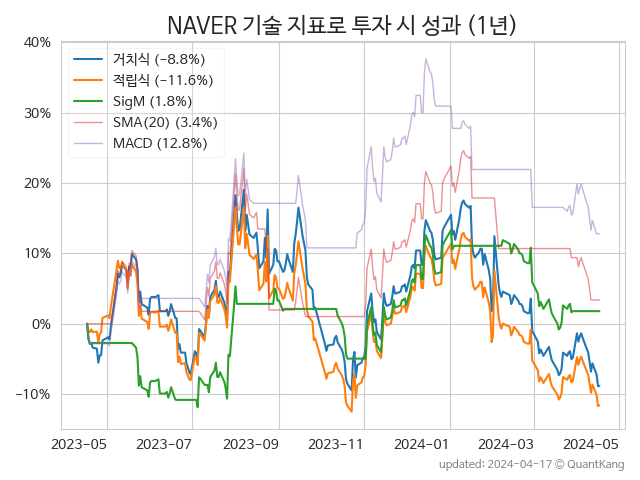 NAVER 기술 지표로 투자 시 성과 (1년)
40%
30%
20%
10%
0%
−10%
거치식 (−8.8%)
적립식 (−11.6%)
SigM (1.8%)
SMA(20) (3.4%)
MACD (12.8%)
2023-05
2023-07
2023-09
2023-11
2024-01
2024-03
2024-05
updated: 2024-04-17 © QuantKang